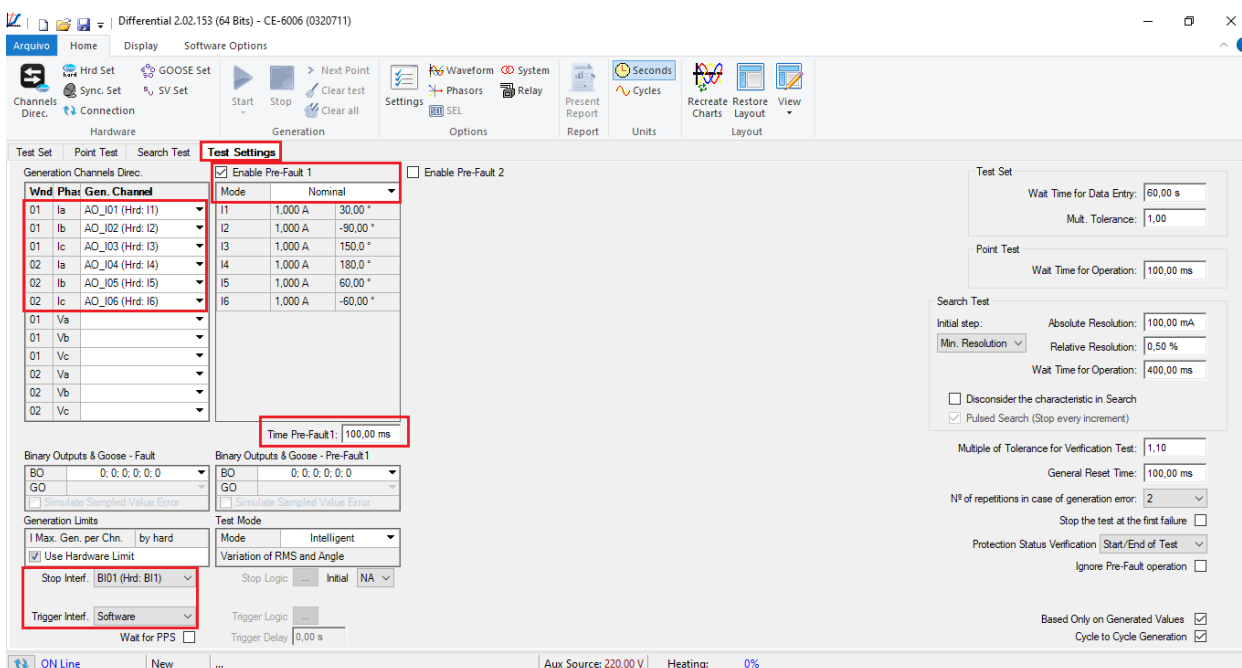 Differential 2.02.153 (64 Bits) - CE-6006 (0320711)
Arquivo Home Display Software Options
Hrd Set GOOSE Set
Sync. Set SV Set
Connection
Channels Direc.
Hardware
Start Stop
Next Point
Clear test
Clear all
Generation
Settings
Waveform System
Phasors Relay
SEL
Options
Present Report
Report
Seconds
Cycles
Units
Recreate Charts Restore Layout View
Layout
Test Set Point Test Search Test Test Settings
Generation Channels Direc.
Wnd Phas Gen. Channel
01 Ia AO_I01 (Hrd: I1)
01 Ib AO_I02 (Hrd: I2)
01 Ic AO_I03 (Hrd: I3)
02 Ia AO_I04 (Hrd: I4)
02 Ib AO_I05 (Hrd: I5)
02 Ic AO_I06 (Hrd: I6)
01 Va
01 Vb
01 Vc
02 Va
02 Vb
02 Vc
Enable Pre-Fault 1
Mode Nominal
I1 1,000 A 30,00 °
I2 1,000 A -90,00 °
I3 1,000 A 150,0 °
I4 1,000 A 180,0 °
I5 1,000 A 60,00 °
I6 1,000 A -60,00 °
Time Pre-Fault1: 100,00 ms
Enable Pre-Fault 2
Binary Outputs & Goose - Fault
BO 0; 0; 0; 0; 0; 0
GO
Simulate Sampled Value Error
Binary Outputs & Goose - Pre-Fault1
BO 0; 0; 0; 0; 0; 0
GO
Simulate Sampled Value Error
Generation Limits
I Max. Gen. per Chn. by hard
Use Hardware Limit
Test Mode
Mode Intelligent
Variation of RMS and Angle
Stop Interf. BI01 (Hrd: BI1)
Stop Logic ... Initial NA
Trigger Interf. Software
Trigger Logic ...
Wait for PPS
Trigger Delay 0,00 s
Test Set
Wait Time for Data Entry: 60,00 s
Mult. Tolerance: 1,00
Point Test
Wait Time for Operation: 100,00 ms
Search Test
Initial step: Absolute Resolution: 100,00 mA
Min. Resolution Relative Resolution: 0,50 %
Wait Time for Operation: 400,00 ms
Disconsider the characteristic in Search
Pulsed Search (Stop every increment)
Multiple of Tolerance for Verification Test: 1,10
General Reset Time: 100,00 ms
Nº of repetitions in case of generation error: 2
Stop the test at the first failure
Protection Status Verification Start/End of Test
Ignore Pre-Fault operation
Based Only on Generated Values
Cycle to Cycle Generation
ON Line New ... Aux Source: 220.00 V Heating: 0%